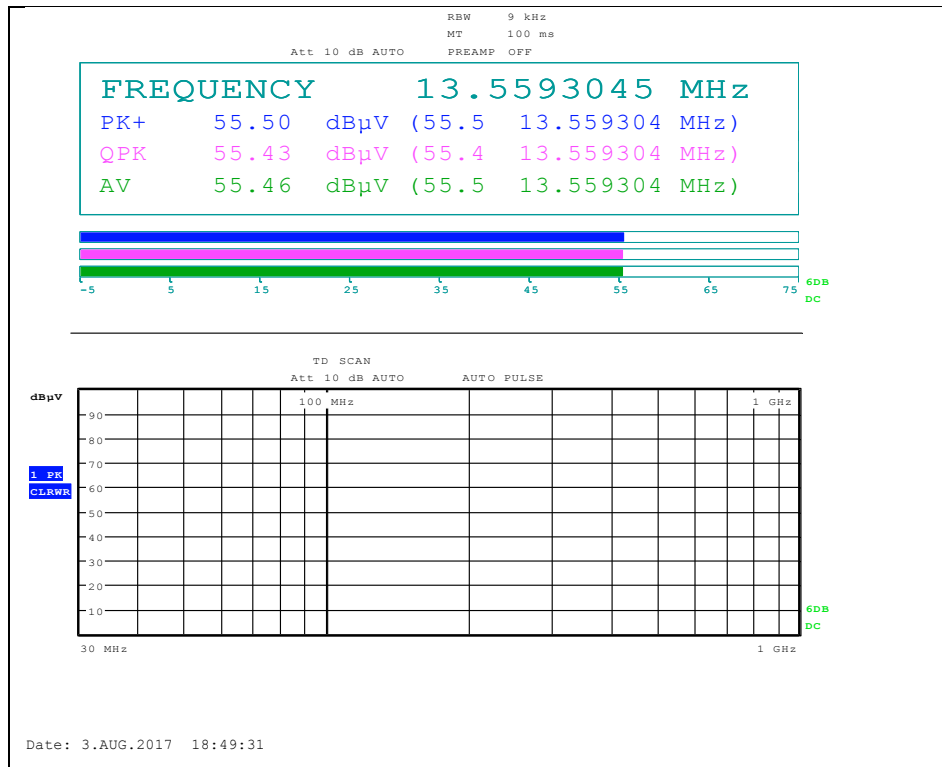 RBW 9 kHz
MT 100 ms
Att 10 dB AUTO PREAMP OFF
FREQUENCY 13.5593045 MHz
PK+ 55.50 dBµV (55.5 13.559304 MHz)
QPK 55.43 dBµV (55.4 13.559304 MHz)
AV 55.46 dBµV (55.5 13.559304 MHz)
-5 5 15 25 35 45 55 65 75
6DB
DC
TD SCAN
Att 10 dB AUTO AUTO PULSE
dBµV
100 MHz 1 GHz
90
80
70
1 PK
CLRWR
60
50
40
30
20
10
6DB
DC
30 MHz 1 GHz
Date: 3.AUG.2017 18:49:31